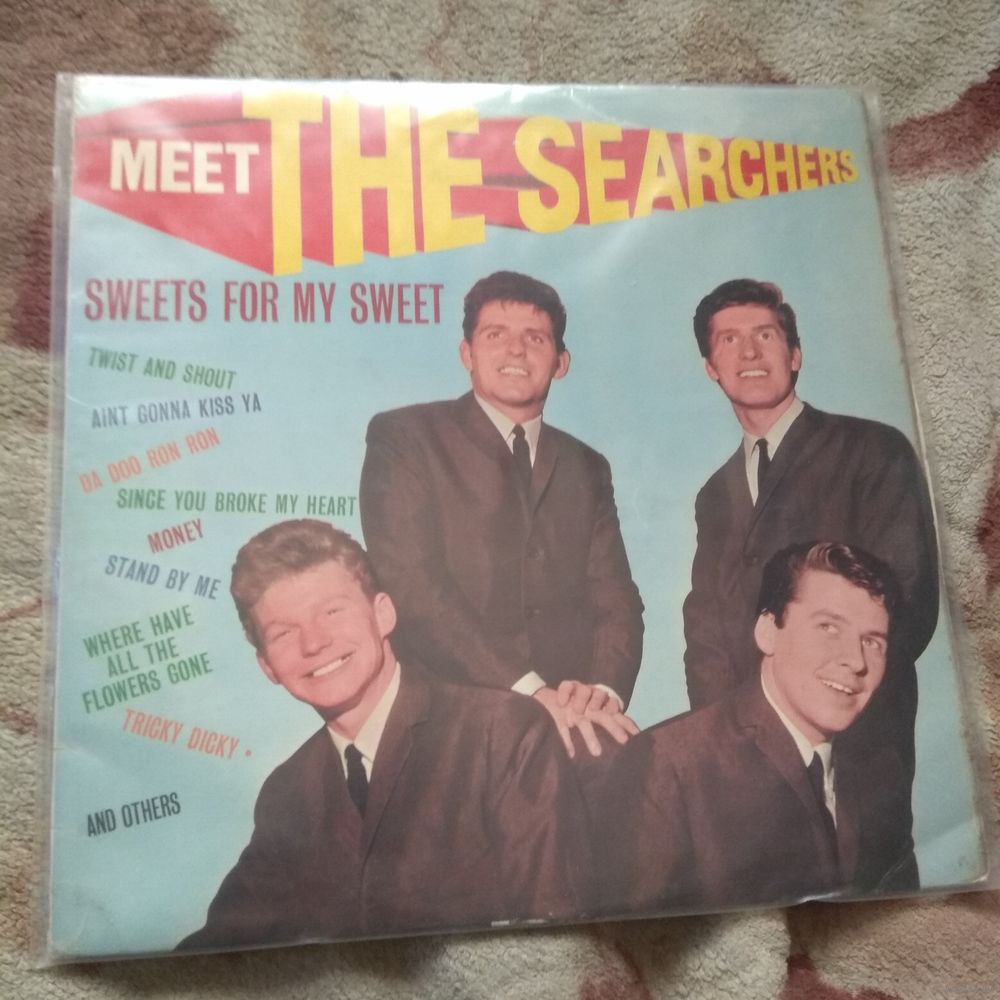 MEET THE SEARCHERS
SWEETS FOR MY SWEET
TWIST AND SHOUT
AINT GONNA KISS YA
DA DOO RON RON
SINCE YOU BROKE MY HEART
MONEY
STAND BY ME
WHERE HAVE
ALL THE
FLOWERS GONE
TRICKY DICKY •
AND OTHERS